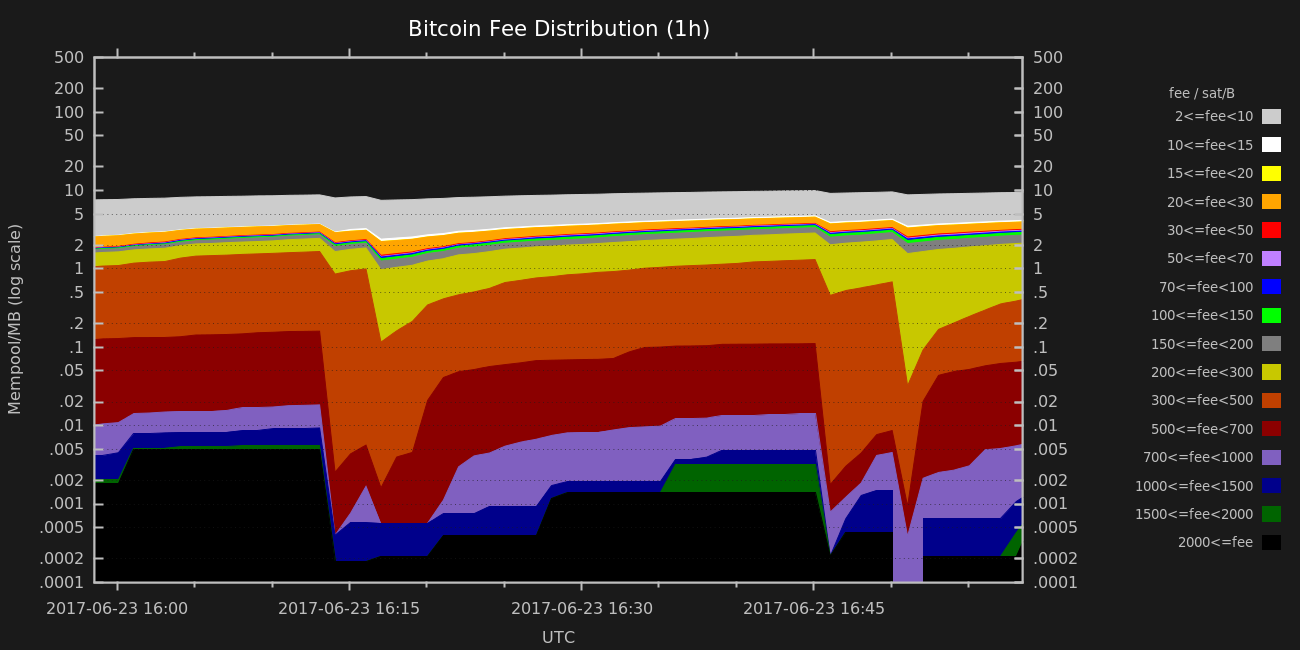 Bitcoin Fee Distribution (1h)
500
200
100
50
20
10
5
2
1
.5
.2
.1
.05
.02
.01
.005
.002
.001
.0005
.0002
.0001
Mempool/MB (log scale)
500
200
100
50
20
10
5
2
1
.5
.2
.1
.05
.02
.01
.005
.002
.001
.0005
.0002
.0001
2017-06-23 16:00
2017-06-23 16:15
2017-06-23 16:30
2017-06-23 16:45
UTC
fee / sat/B
2<=fee<10
10<=fee<15
15<=fee<20
20<=fee<30
30<=fee<50
50<=fee<70
70<=fee<100
100<=fee<150
150<=fee<200
200<=fee<300
300<=fee<500
500<=fee<700
700<=fee<1000
1000<=fee<1500
1500<=fee<2000
2000<=fee